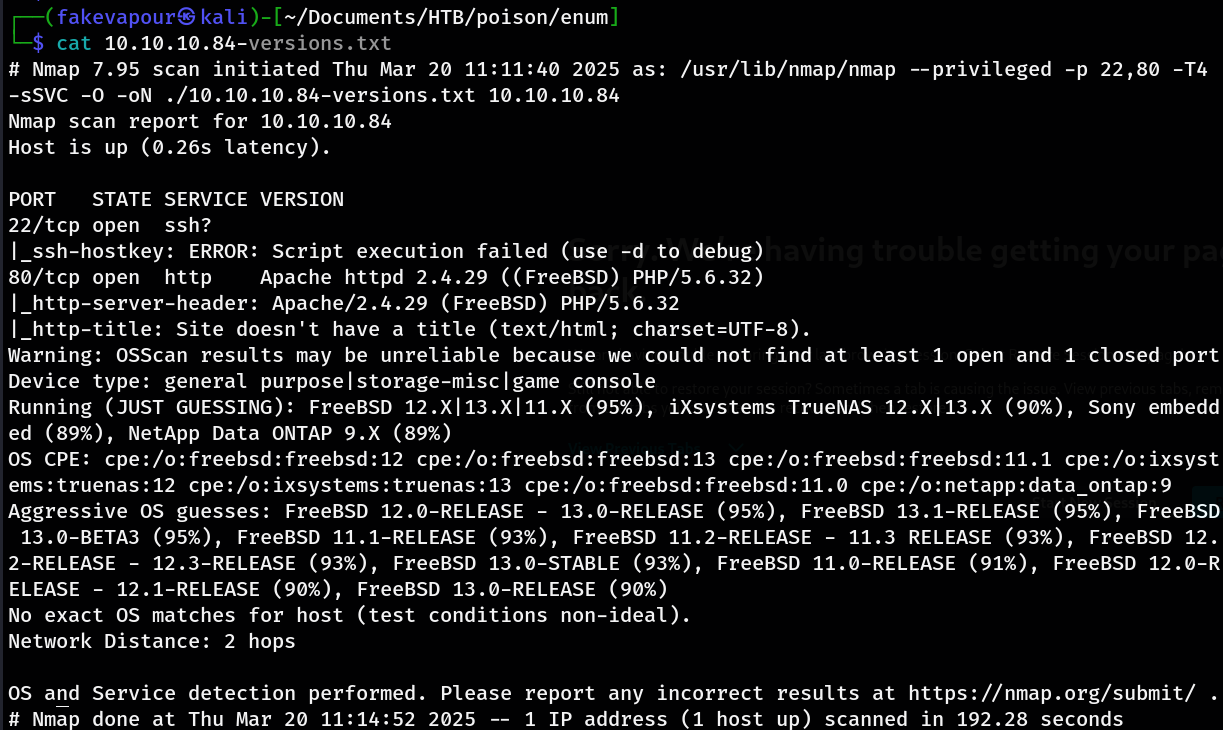 ┌──(fakevapour㉿kali)-[~/Documents/HTB/poison/enum]
└─$ cat 10.10.10.84-versions.txt
# Nmap 7.95 scan initiated Thu Mar 20 11:11:40 2025 as: /usr/lib/nmap/nmap --privileged -p 22,80 -T4
-sSVC -O -oN ./10.10.10.84-versions.txt 10.10.10.84
Nmap scan report for 10.10.10.84
Host is up (0.26s latency).
PORT   STATE SERVICE VERSION
22/tcp open  ssh?
|_ssh-hostkey: ERROR: Script execution failed (use -d to debug)
80/tcp open  http    Apache httpd 2.4.29 ((FreeBSD) PHP/5.6.32)
|_http-server-header: Apache/2.4.29 (FreeBSD) PHP/5.6.32
|_http-title: Site doesn't have a title (text/html; charset=UTF-8).
Warning: OSScan results may be unreliable because we could not find at least 1 open and 1 closed port
Device type: general purpose|storage-misc|game console
Running (JUST GUESSING): FreeBSD 12.X|13.X|11.X (95%), iXsystems TrueNAS 12.X|13.X (90%), Sony embedd
ed (89%), NetApp Data ONTAP 9.X (89%)
OS CPE: cpe:/o:freebsd:freebsd:12 cpe:/o:freebsd:freebsd:13 cpe:/o:freebsd:freebsd:11.1 cpe:/o:ixsyst
ems:truenas:12 cpe:/o:ixsystems:truenas:13 cpe:/o:freebsd:freebsd:11.0 cpe:/o:netapp:data_ontap:9
Aggressive OS guesses: FreeBSD 12.0-RELEASE - 13.0-RELEASE (95%), FreeBSD 13.1-RELEASE (95%), FreeBSD
 13.0-BETA3 (95%), FreeBSD 11.1-RELEASE (93%), FreeBSD 11.2-RELEASE - 11.3 RELEASE (93%), FreeBSD 12.
2-RELEASE - 12.3-RELEASE (93%), FreeBSD 13.0-STABLE (93%), FreeBSD 11.0-RELEASE (91%), FreeBSD 12.0-R
ELEASE - 12.1-RELEASE (90%), FreeBSD 13.0-RELEASE (90%)
No exact OS matches for host (test conditions non-ideal).
Network Distance: 2 hops
OS and Service detection performed. Please report any incorrect results at https://nmap.org/submit/ .
# Nmap done at Thu Mar 20 11:14:52 2025 -- 1 IP address (1 host up) scanned in 192.28 seconds